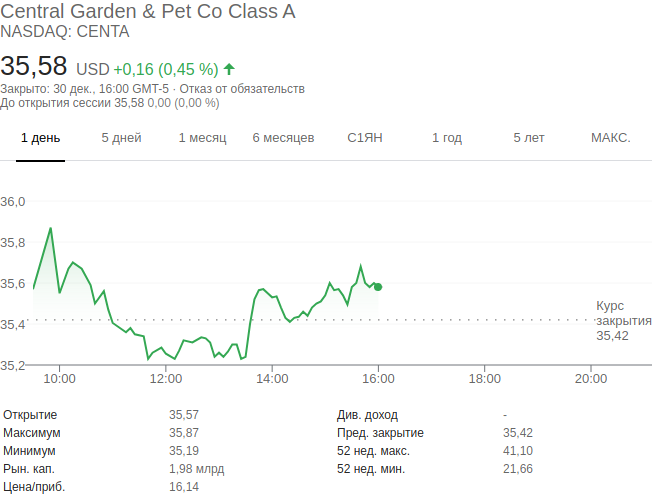 Central Garden & Pet Co Class A
NASDAQ: CENTA
35,58 USD +0,16 (0,45 %)
Закрыто: 30 дек., 16:00 GMT-5 · Отказ от обязательств
До открытия сессии 35,58 0,00 (0,00 %)
1 день 5 дней 1 месяц 6 месяцев С1ЯН 1 год 5 лет МАКС.
36,0
35,8
35,6
35,4
35,2
Курс
закрытия
35,42
10:00 12:00 14:00 16:00 18:00 20:00
Открытие 35,57 Див. доход -
Максимум 35,87 Пред. закрытие 35,42
Минимум 35,19 52 нед. макс. 41,10
Рын. кап. 1,98 млрд 52 нед. мин. 21,66
Цена/приб. 16,14